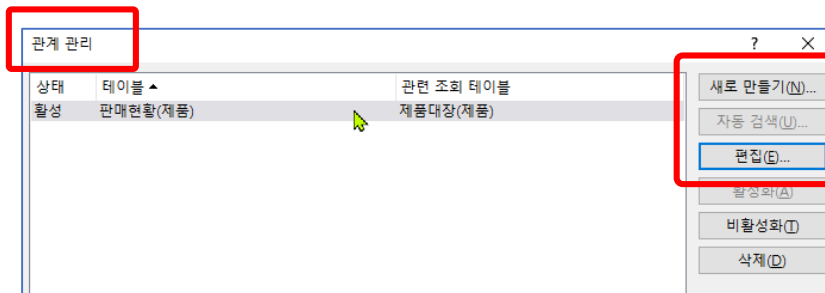 관계 관리 ?
상태 테이블 관련 조회 테이블
활성 판매현황(제품) 제품대장(제품)
새로 만들기(N)...
자동 검색(U)...
편집(E)...
활성화(A)
비활성화(T)
삭제(D)